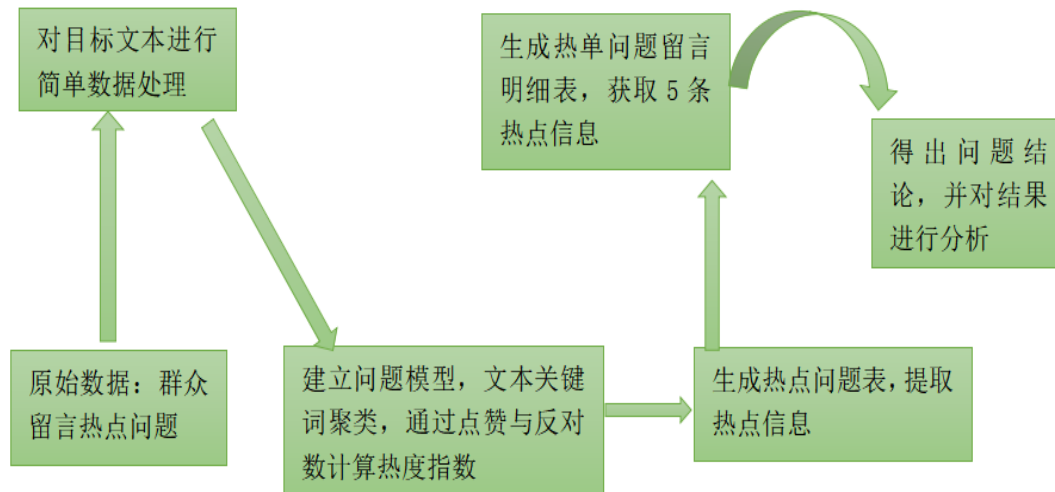 对目标文本进行
简单数据处理
生成热单问题留言
明细表，获取 5 条
热点信息
得出问题结
论，并对结果
进行分析
原始数据：群众
留言热点问题
建立问题模型，文本关键
词聚类，通过点赞与反对
数计算热度指数
生成热点问题表，提取
热点信息